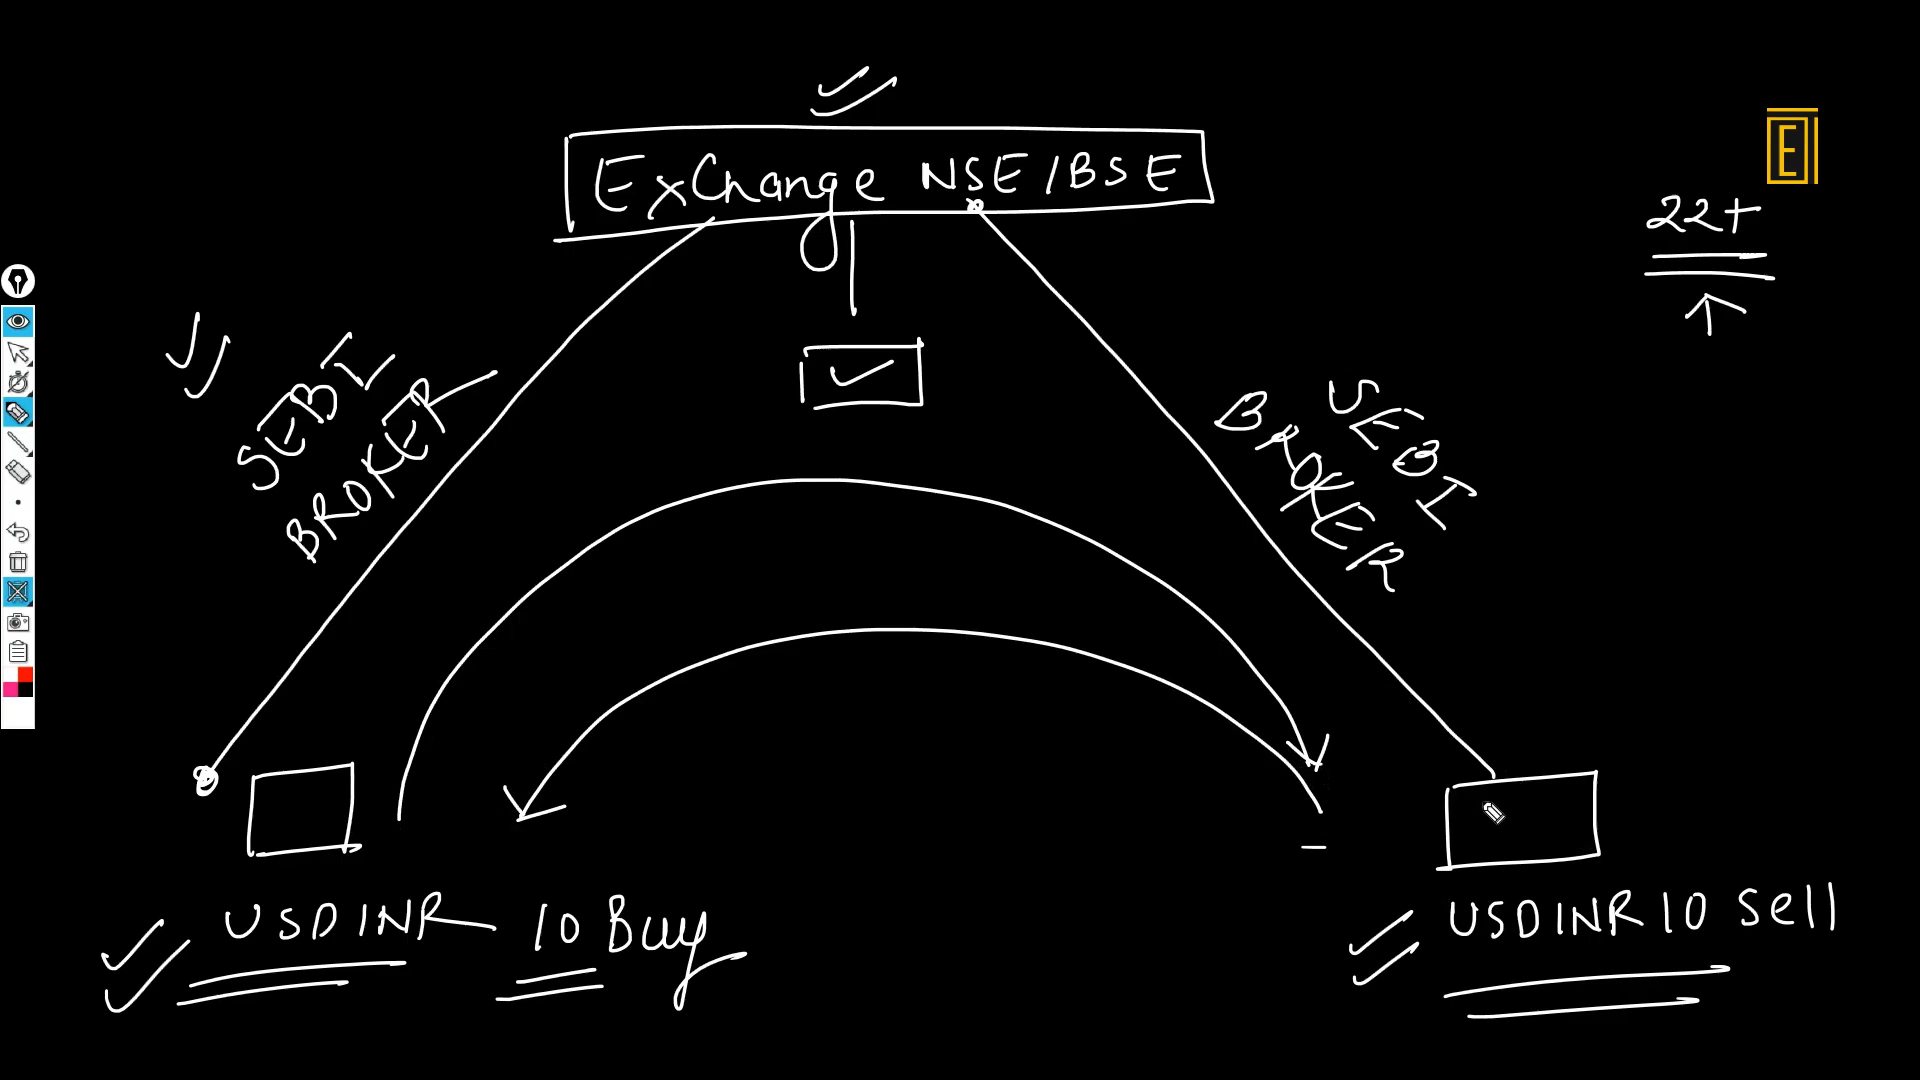 ExChange NSE/BSE
E
22+
SEBI
BROKER
SEBI
BROKER
USDINR 10 Buy
USDINR 10 Sell